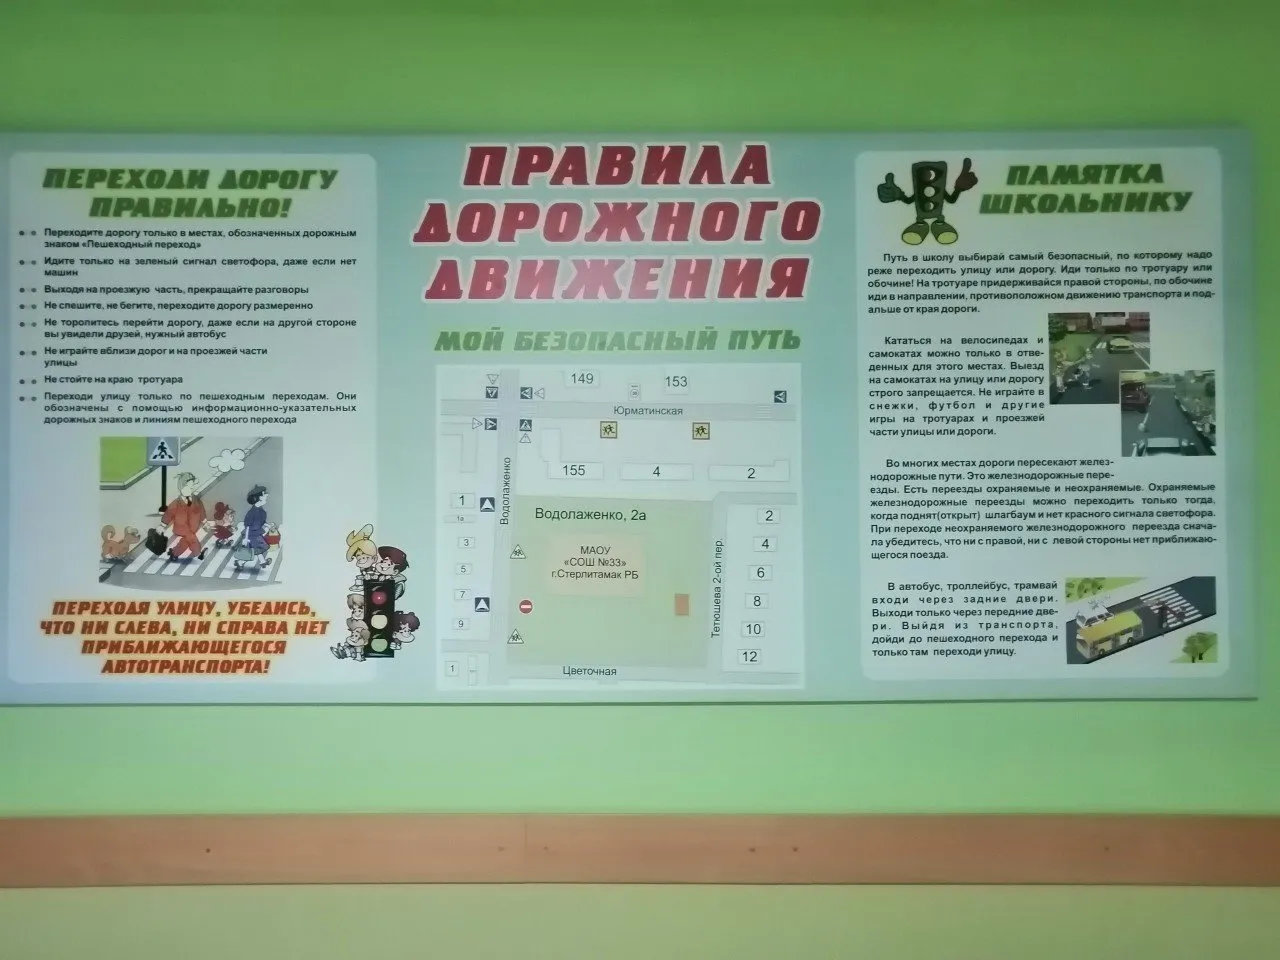 ПЕРЕХОДИ ДОРОГУ
ПРАВИЛЬНО!
Переходите дорогу только в местах, обозначенных дорожным
знаком «Пешеходный переход»
Идите только на зеленый сигнал светофора, даже если нет
машин
Выходя на проезжую часть, прекращайте разговоры
Не спешите, не бегите, переходите дорогу размеренно
Не торопитесь перейти дорогу, даже если на другой стороне
вы увидели друзей, нужный автобус
Не играйте вблизи дорог и на проезжей части
улицы
Не стойте на краю тротуара
Переходи улицу только по пешеходным переходам. Они
обозначены с помощью информационно-указательных
дорожных знаков и линиям пешеходного перехода
ПЕРЕХОДЯ УЛИЦУ, УБЕДИСЬ,
ЧТО НИ СЛЕВА, НИ СПРАВА НЕТ
ПРИБЛИЖАЮЩЕГОСЯ
АВТОТРАНСПОРТА!
ПРАВИЛА
ДОРОЖНОГО
ДВИЖЕНИЯ
МОЙ БЕЗОПАСНЫЙ ПУТЬ
149
153
Юрматинская
155
4
2
Водолаженко
1
1а
3
5
7
9
1
Водолаженко, 2а
МАОУ
«СОШ №33»
г.Стерлитамак РБ
Тетюшева 2-ой пер.
2
4
6
8
10
12
Цветочная
ПАМЯТКА
ШКОЛЬНИКУ
Путь в школу выбирай самый безопасный, по которому надо
реже переходить улицу или дорогу. Иди только по тротуару или
обочине! На тротуаре придерживайся правой стороны, по обочине
иди в направлении, противоположном движению транспорта и под-
альше от края дороги.
Кататься на велосипедах и
самокатах можно только в отве-
денных для этого местах. Выезд
на самокатах на улицу или дорогу
строго запрещается. Не играйте в
снежки, футбол и другие
игры на тротуарах и проезжей
части улицы или дороги.
Во многих местах дороги пересекают желез-
нодорожные пути. Это железнодорожные пере-
езды. Есть переезды охраняемые и неохраняемые. Охраняемые
железнодорожные переезды можно переходить только тогда,
когда поднят(открыт) шлагбаум и нет красного сигнала светофора.
При переходе неохраняемого железнодорожного переезда снача-
ла убедитесь, что ни с правой, ни с левой стороны нет приближаю-
щегося поезда.
В автобус, троллейбус, трамвай
входи через задние двери.
Выходи только через передние две-
ри. Выйдя из транспорта,
дойди до пешеходного перехода и
только там переходи улицу.